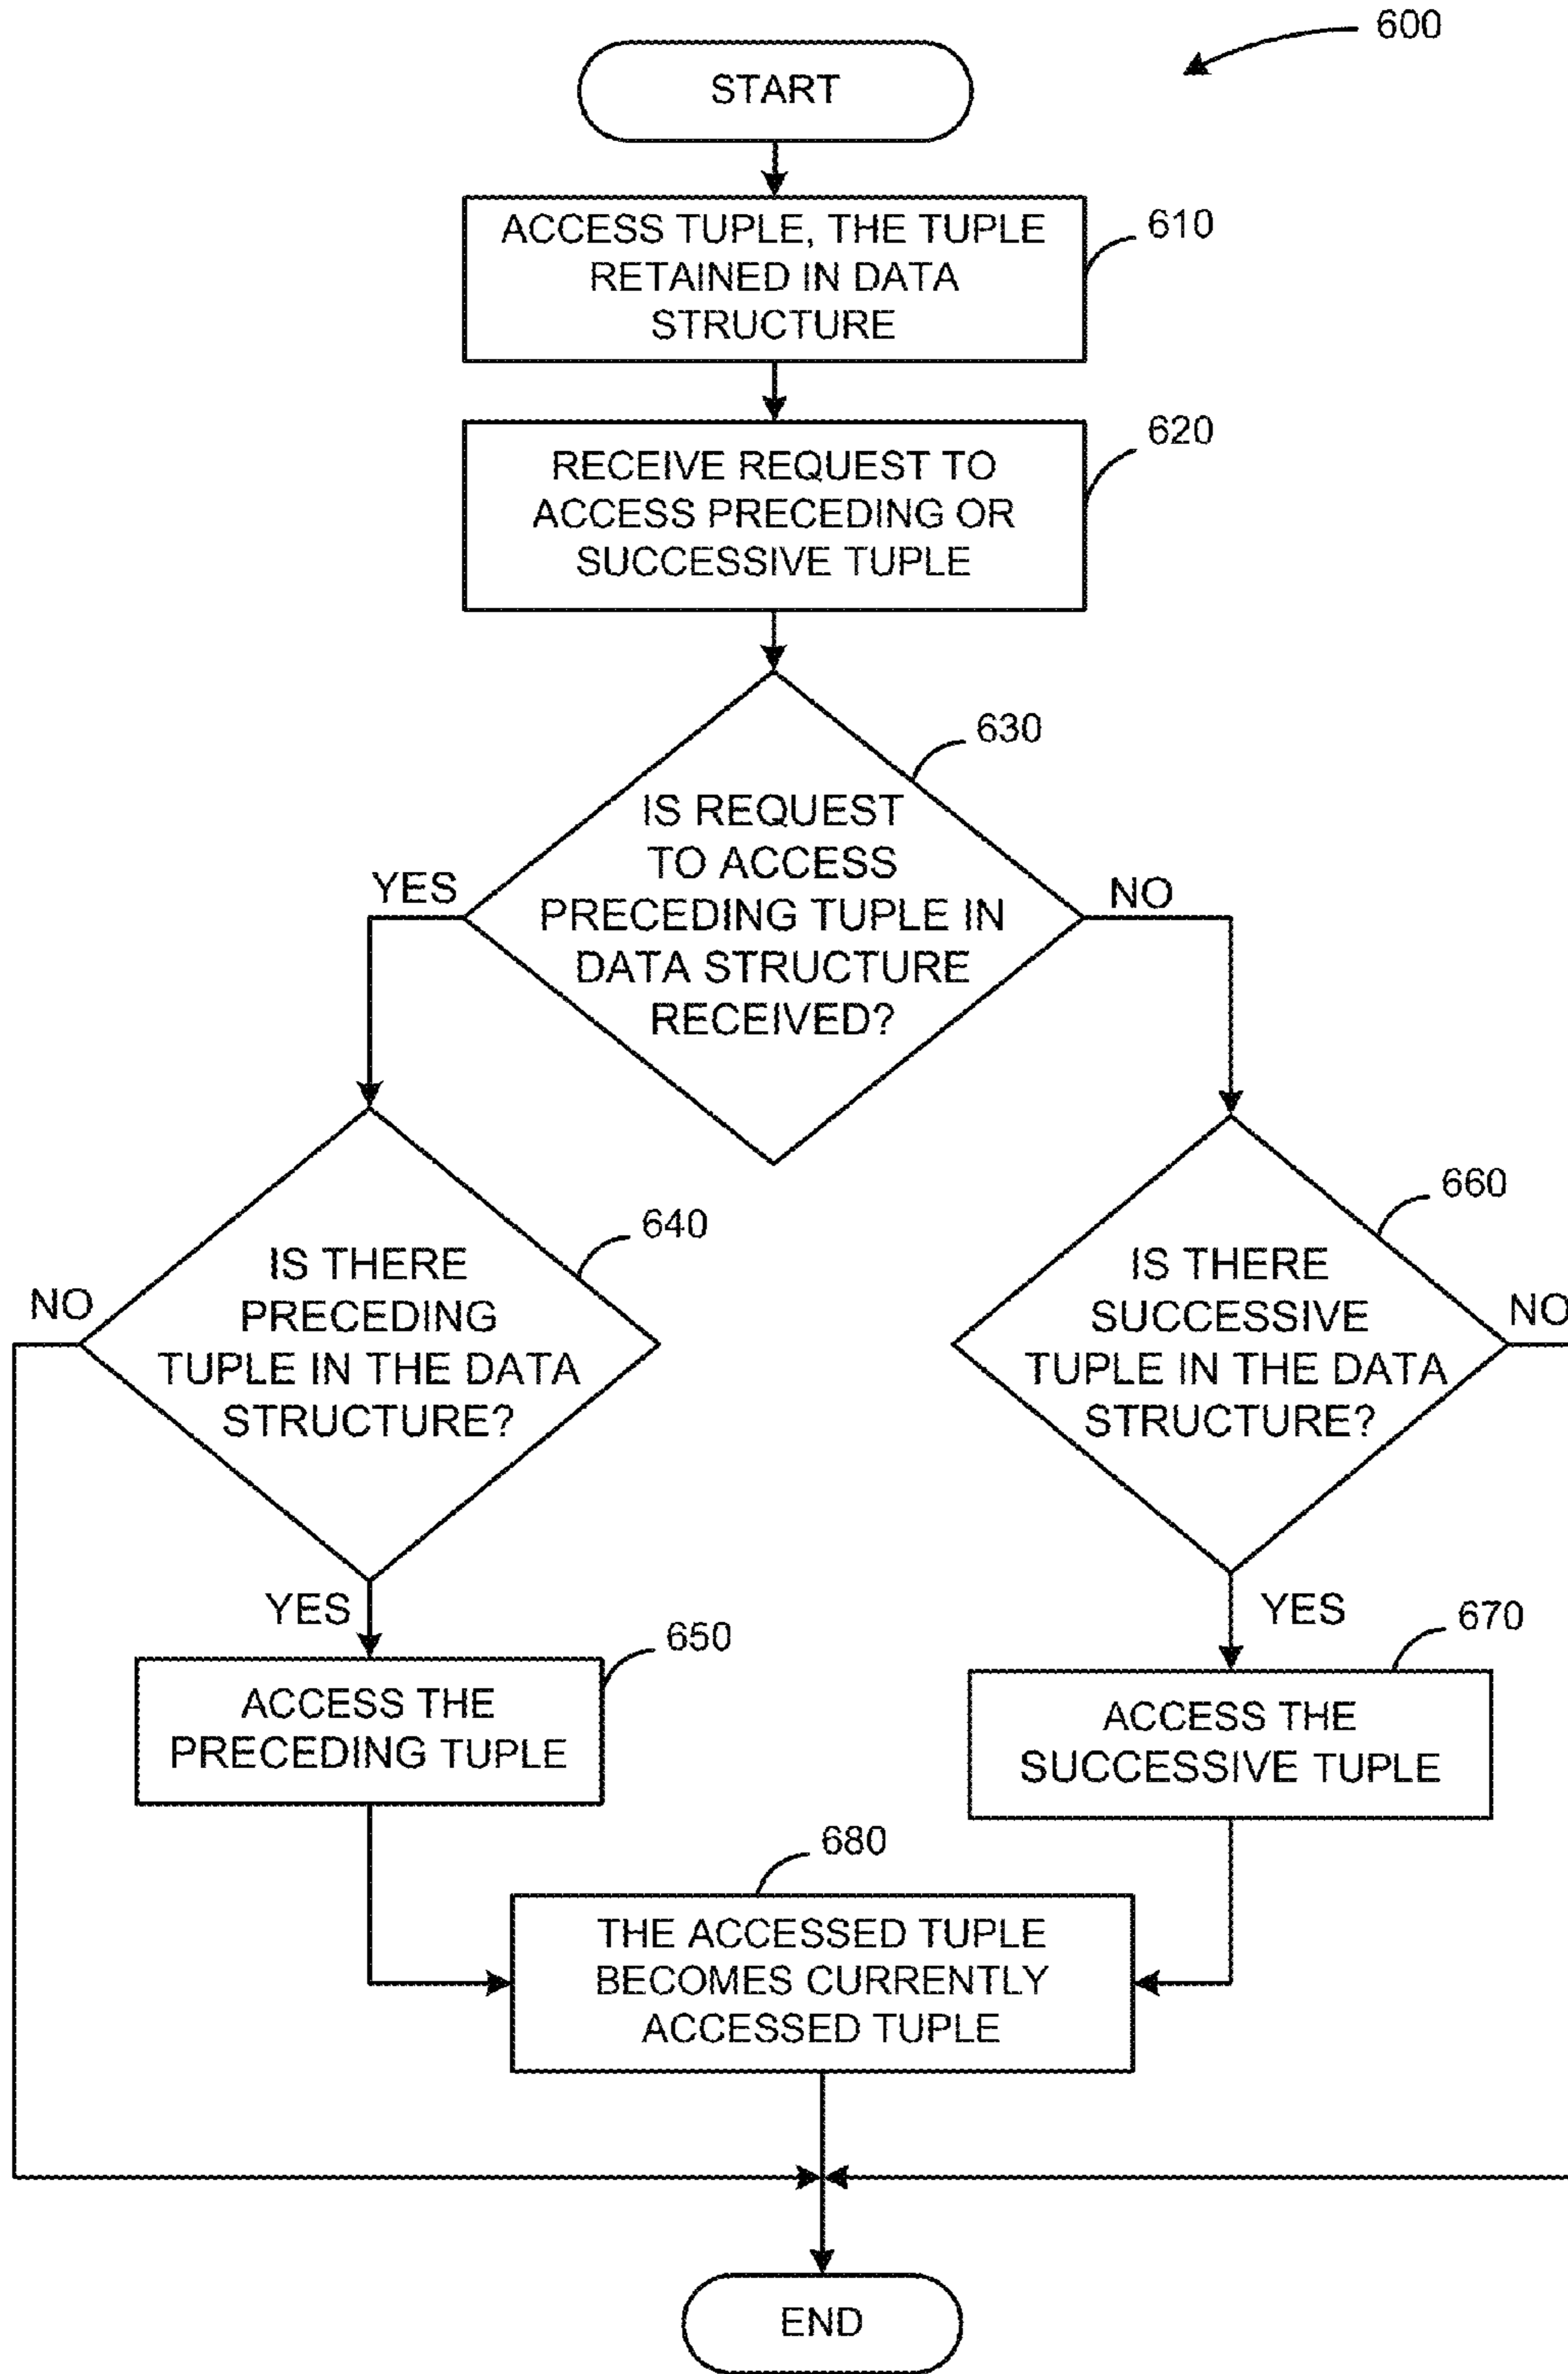 600
START
ACCESS TUPLE, THE TUPLE
RETAINED IN DATA
STRUCTURE
610
RECEIVE REQUEST TO
ACCESS PRECEDING OR
SUCCESSIVE TUPLE
620
630
IS REQUEST
TO ACCESS
PRECEDING TUPLE IN
DATA STRUCTURE
RECEIVED?
YES
NO
640
IS THERE
PRECEDING
TUPLE IN THE DATA
STRUCTURE?
NO
YES
660
IS THERE
SUCCESSIVE
TUPLE IN THE DATA
STRUCTURE?
NO
YES
650
ACCESS THE
PRECEDING TUPLE
670
ACCESS THE
SUCCESSIVE TUPLE
680
THE ACCESSED TUPLE
BECOMES CURRENTLY
ACCESSED TUPLE
END